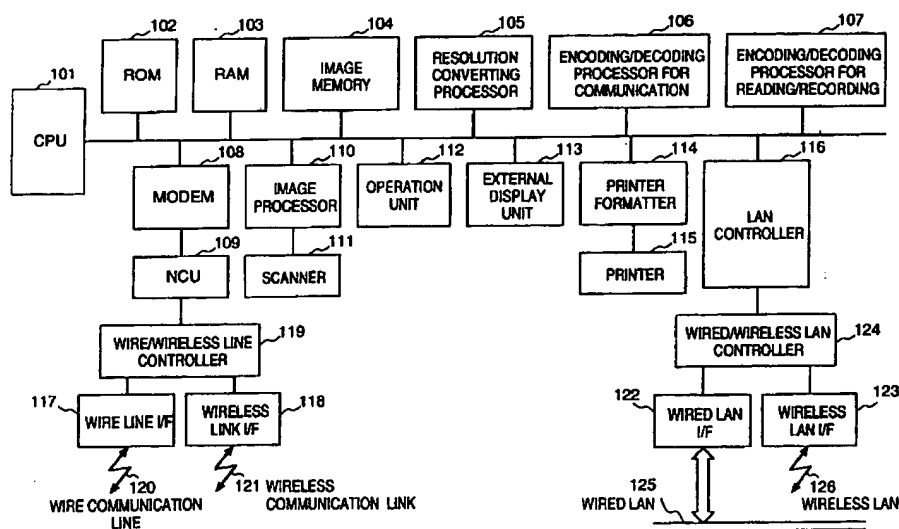 102
103
104
105
106
107
101
ROM
RAM
IMAGE
MEMORY
RESOLUTION
CONVERTING
PROCESSOR
ENCODING/DECODING
PROCESSOR FOR
COMMUNICATION
ENCODING/DECODING
PROCESSOR FOR
READING/RECORDING
CPU
108
110
112
113
114
116
MODEM
IMAGE
PROCESSOR
OPERATION
UNIT
EXTERNAL
DISPLAY
UNIT
PRINTER
FORMATTER
LAN
CONTROLLER
109
111
115
NCU
SCANNER
PRINTER
119
124
WIRE/WIRELESS LINE
CONTROLLER
WIRED/WIRELESS LAN
CONTROLLER
117
118
122
123
WIRE LINE I/F
WIRELESS
LINK I/F
WIRED LAN
I/F
WIRELESS
LAN I/F
120
WIRE COMMUNICATION
LINE
121
WIRELESS
COMMUNICATION LINK
125
WIRED LAN
126
WIRELESS LAN